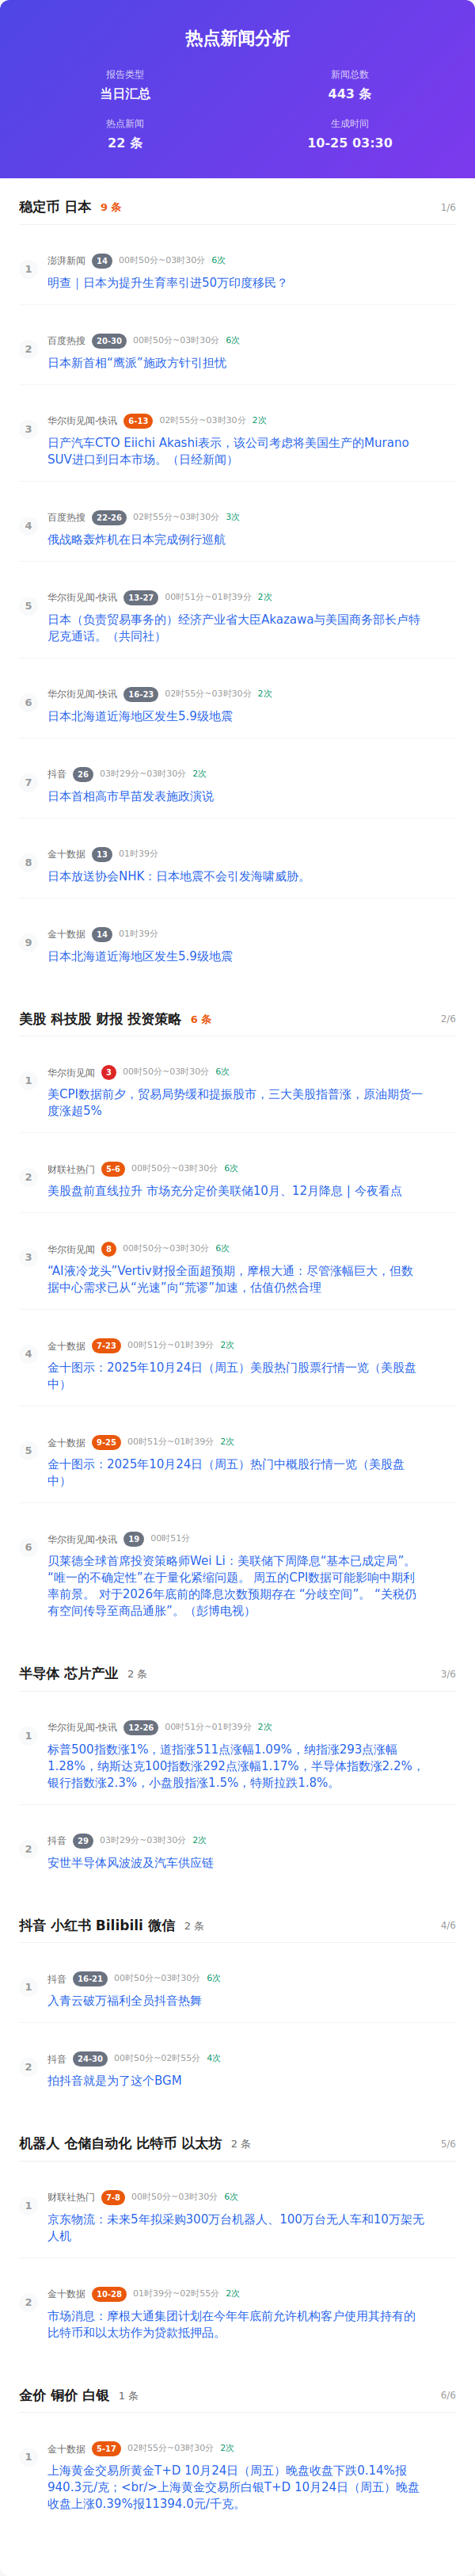 热点新闻分析
报告类型
当日汇总
新闻总数
443 条
热点新闻
22 条
生成时间
10-25 03:30
稳定币 日本 9 条 1/6
1
澎湃新闻 14 00时50分~03时30分 6次
明查｜日本为提升生育率引进50万印度移民？
2
百度热搜 20-30 00时50分~03时30分 6次
日本新首相“鹰派”施政方针引担忧
3
华尔街见闻-快讯 6-13 02时55分~03时30分 2次
日产汽车CTO Eiichi Akashi表示，该公司考虑将美国生产的Murano
SUV进口到日本市场。（日经新闻）
4
百度热搜 22-26 02时55分~03时30分 3次
俄战略轰炸机在日本完成例行巡航
5
华尔街见闻-快讯 13-27 00时51分~01时39分 2次
日本（负责贸易事务的）经济产业省大臣Akazawa与美国商务部长卢特
尼克通话。（共同社）
6
华尔街见闻-快讯 16-23 02时55分~03时30分 2次
日本北海道近海地区发生5.9级地震
7
抖音 26 03时29分~03时30分 2次
日本首相高市早苗发表施政演说
8
金十数据 13 01时39分
日本放送协会NHK：日本地震不会引发海啸威胁。
9
金十数据 14 01时39分
日本北海道近海地区发生5.9级地震
美股 科技股 财报 投资策略 6 条 2/6
1
华尔街见闻 3 00时50分~03时30分 6次
美CPI数据前夕，贸易局势缓和提振股市，三大美股指普涨，原油期货一
度涨超5%
2
财联社热门 5-6 00时50分~03时30分 6次
美股盘前直线拉升 市场充分定价美联储10月、12月降息 | 今夜看点
3
华尔街见闻 8 00时50分~03时30分 6次
“AI液冷龙头”Vertiv财报全面超预期，摩根大通：尽管涨幅巨大，但数
据中心需求已从“光速”向“荒谬”加速，估值仍然合理
4
金十数据 7-23 00时51分~01时39分 2次
金十图示：2025年10月24日（周五）美股热门股票行情一览（美股盘
中）
5
金十数据 9-25 00时51分~01时39分 2次
金十图示：2025年10月24日（周五）热门中概股行情一览（美股盘
中）
6
华尔街见闻-快讯 19 00时51分
贝莱德全球首席投资策略师Wei Li：美联储下周降息“基本已成定局”。
“唯一的不确定性”在于量化紧缩问题。 周五的CPI数据可能影响中期利
率前景。 对于2026年底前的降息次数预期存在 “分歧空间”。 “关税仍
有空间传导至商品通胀”。（彭博电视）
半导体 芯片产业 2 条 3/6
1
华尔街见闻-快讯 12-26 00时51分~01时39分 2次
标普500指数涨1%，道指涨511点涨幅1.09%，纳指涨293点涨幅
1.28%，纳斯达克100指数涨292点涨幅1.17%，半导体指数涨2.2%，
银行指数涨2.3%，小盘股指涨1.5%，特斯拉跌1.8%。
2
抖音 29 03时29分~03时30分 2次
安世半导体风波波及汽车供应链
抖音 小红书 Bilibili 微信 2 条 4/6
1
抖音 16-21 00时50分~03时30分 6次
入青云破万福利全员抖音热舞
2
抖音 24-30 00时50分~02时55分 4次
拍抖音就是为了这个BGM
机器人 仓储自动化 比特币 以太坊 2 条 5/6
1
财联社热门 7-8 00时50分~03时30分 6次
京东物流：未来5年拟采购300万台机器人、100万台无人车和10万架无
人机
2
金十数据 10-28 01时39分~02时55分 2次
市场消息：摩根大通集团计划在今年年底前允许机构客户使用其持有的
比特币和以太坊作为贷款抵押品。
金价 铜价 白银 1 条 6/6
1
金十数据 5-17 02时55分~03时30分 2次
上海黄金交易所黄金T+D 10月24日（周五）晚盘收盘下跌0.14%报
940.3元/克；<br/>上海黄金交易所白银T+D 10月24日（周五）晚盘
收盘上涨0.39%报11394.0元/千克。